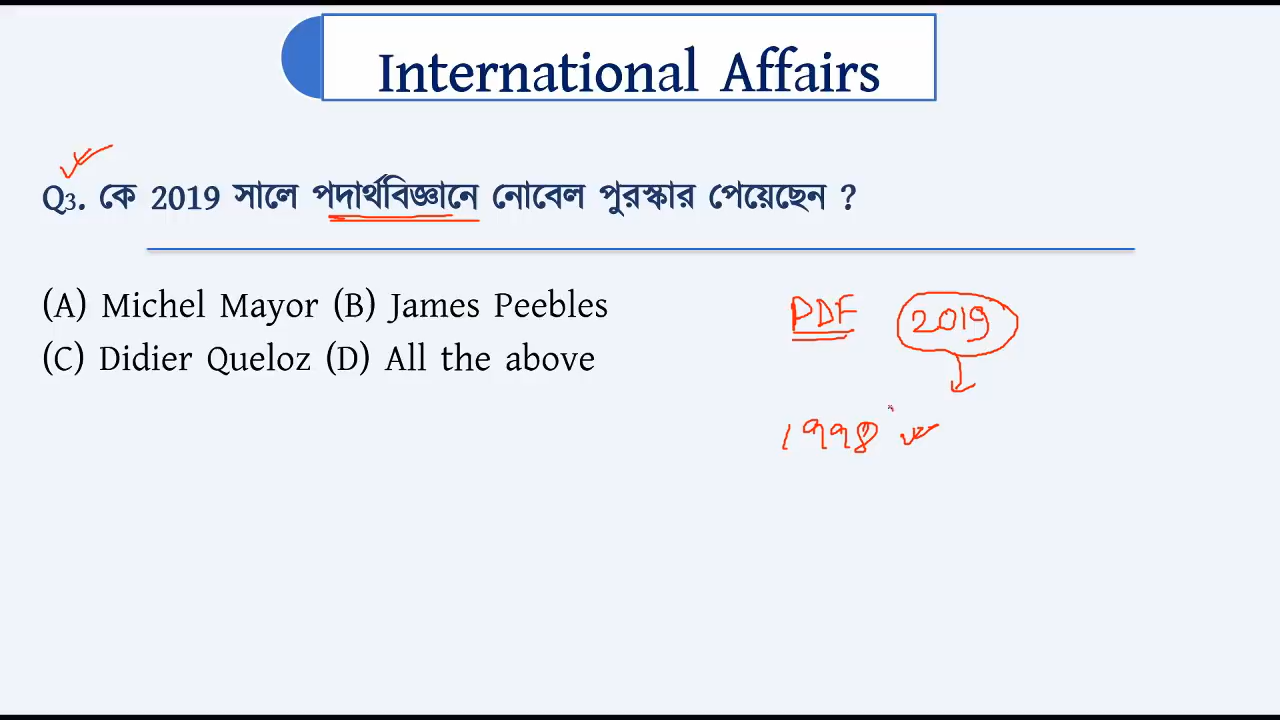 International Affairs
Q3. কে 2019 সালে পদার্থবিজ্ঞানে নোবেল পুরস্কার পেয়েছেন ?
(A) Michel Mayor (B) James Peebles
(C) Didier Queloz (D) All the above
PDF 2019
1998